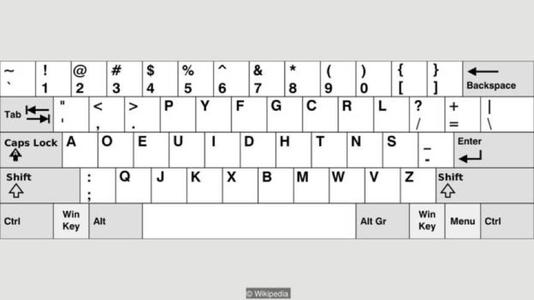 ~ ! @ # $ % ^ & * ( ) { }
` 1 2 3 4 5 6 7 8 9 0 [ ] Backspace
Tab " < > P Y F G C R L ? + |
' , . / = \
Caps Lock A O E U I D H T N S _ Enter
-
Shift : Q J K X B M W V Z Shift
;
Ctrl Win Key Alt Alt Gr Win Key Menu Ctrl
© Wikipedia